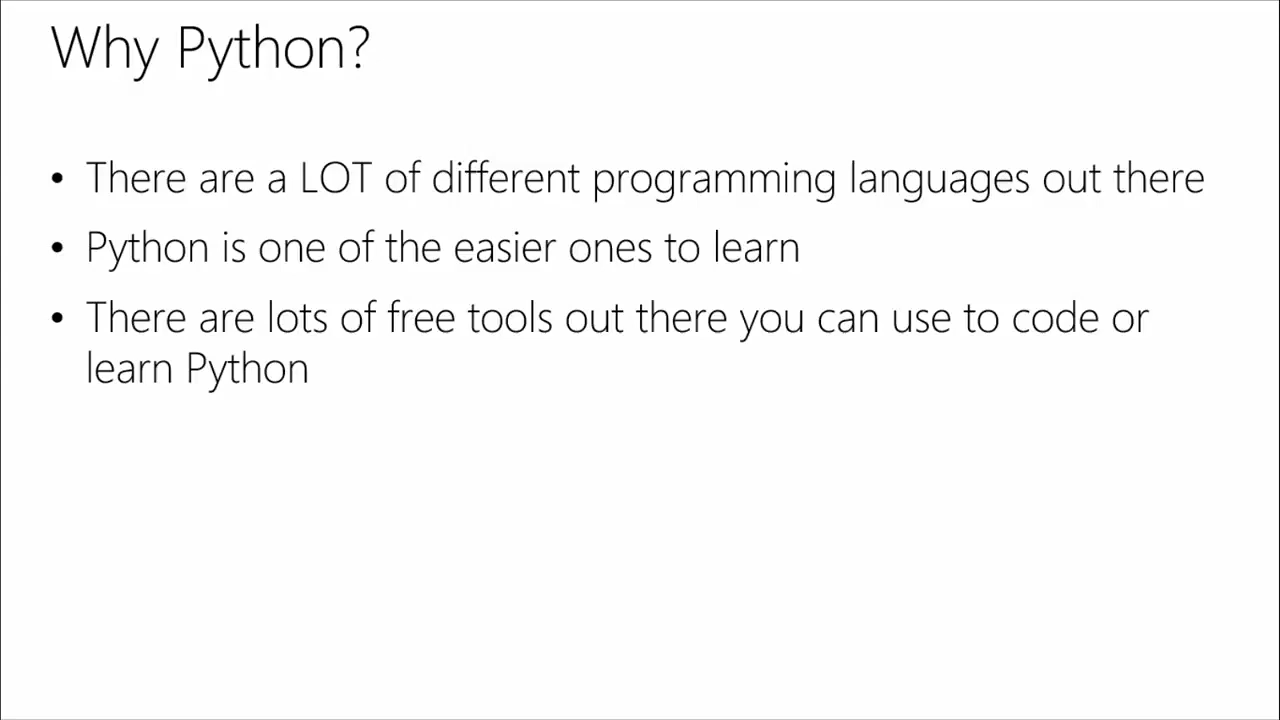 Why Python?
• There are a LOT of different programming languages out there
• Python is one of the easier ones to learn
• There are lots of free tools out there you can use to code or
learn Python